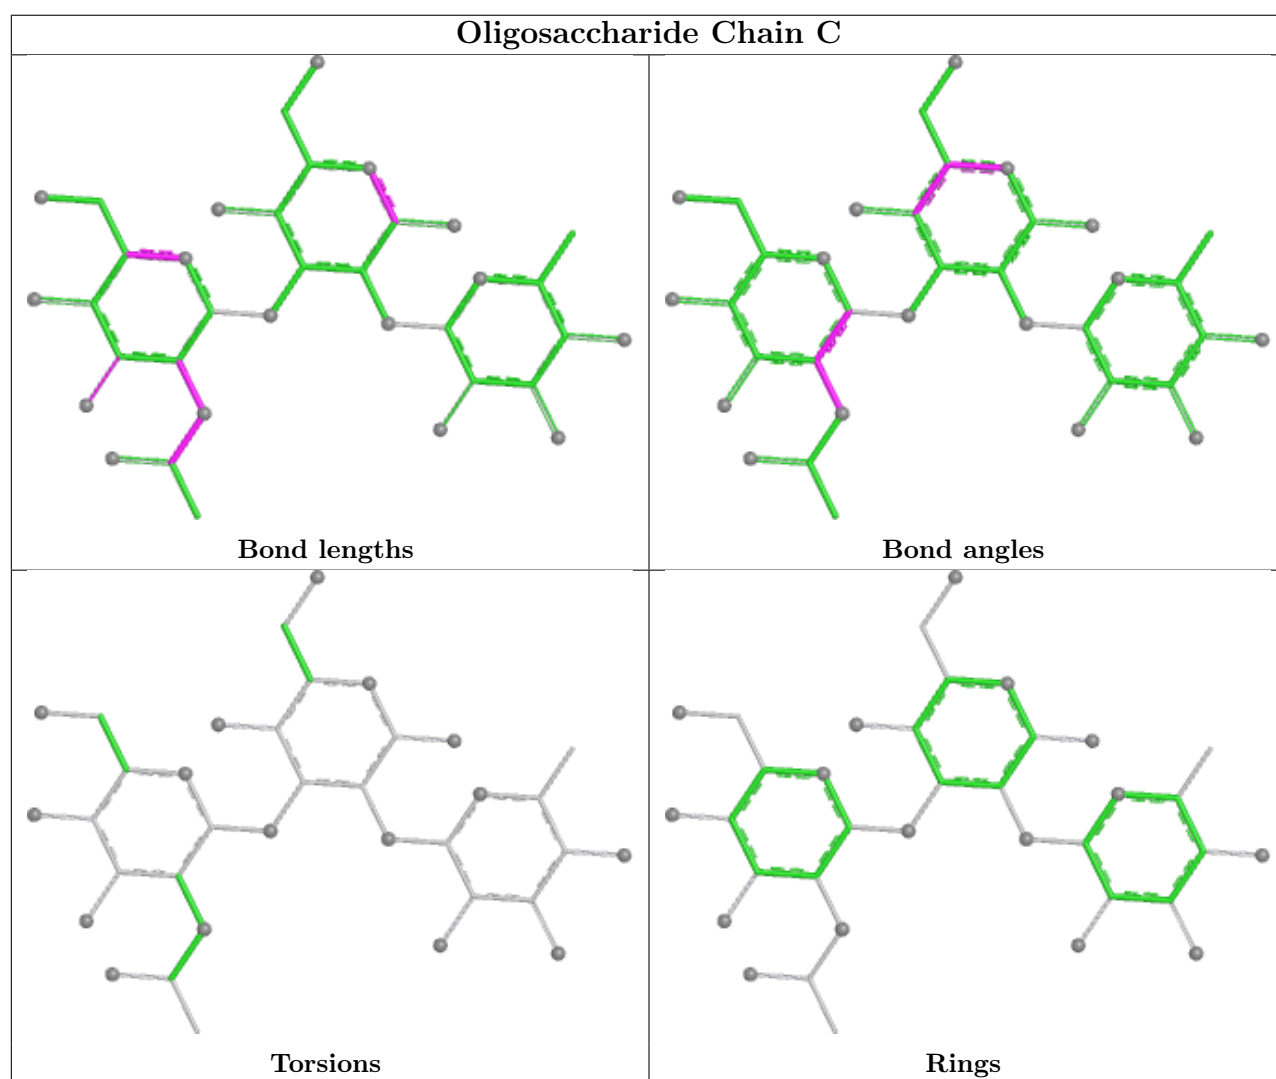 Oligosaccharide Chain C
Bond lengths
Bond angles
Torsions
Rings